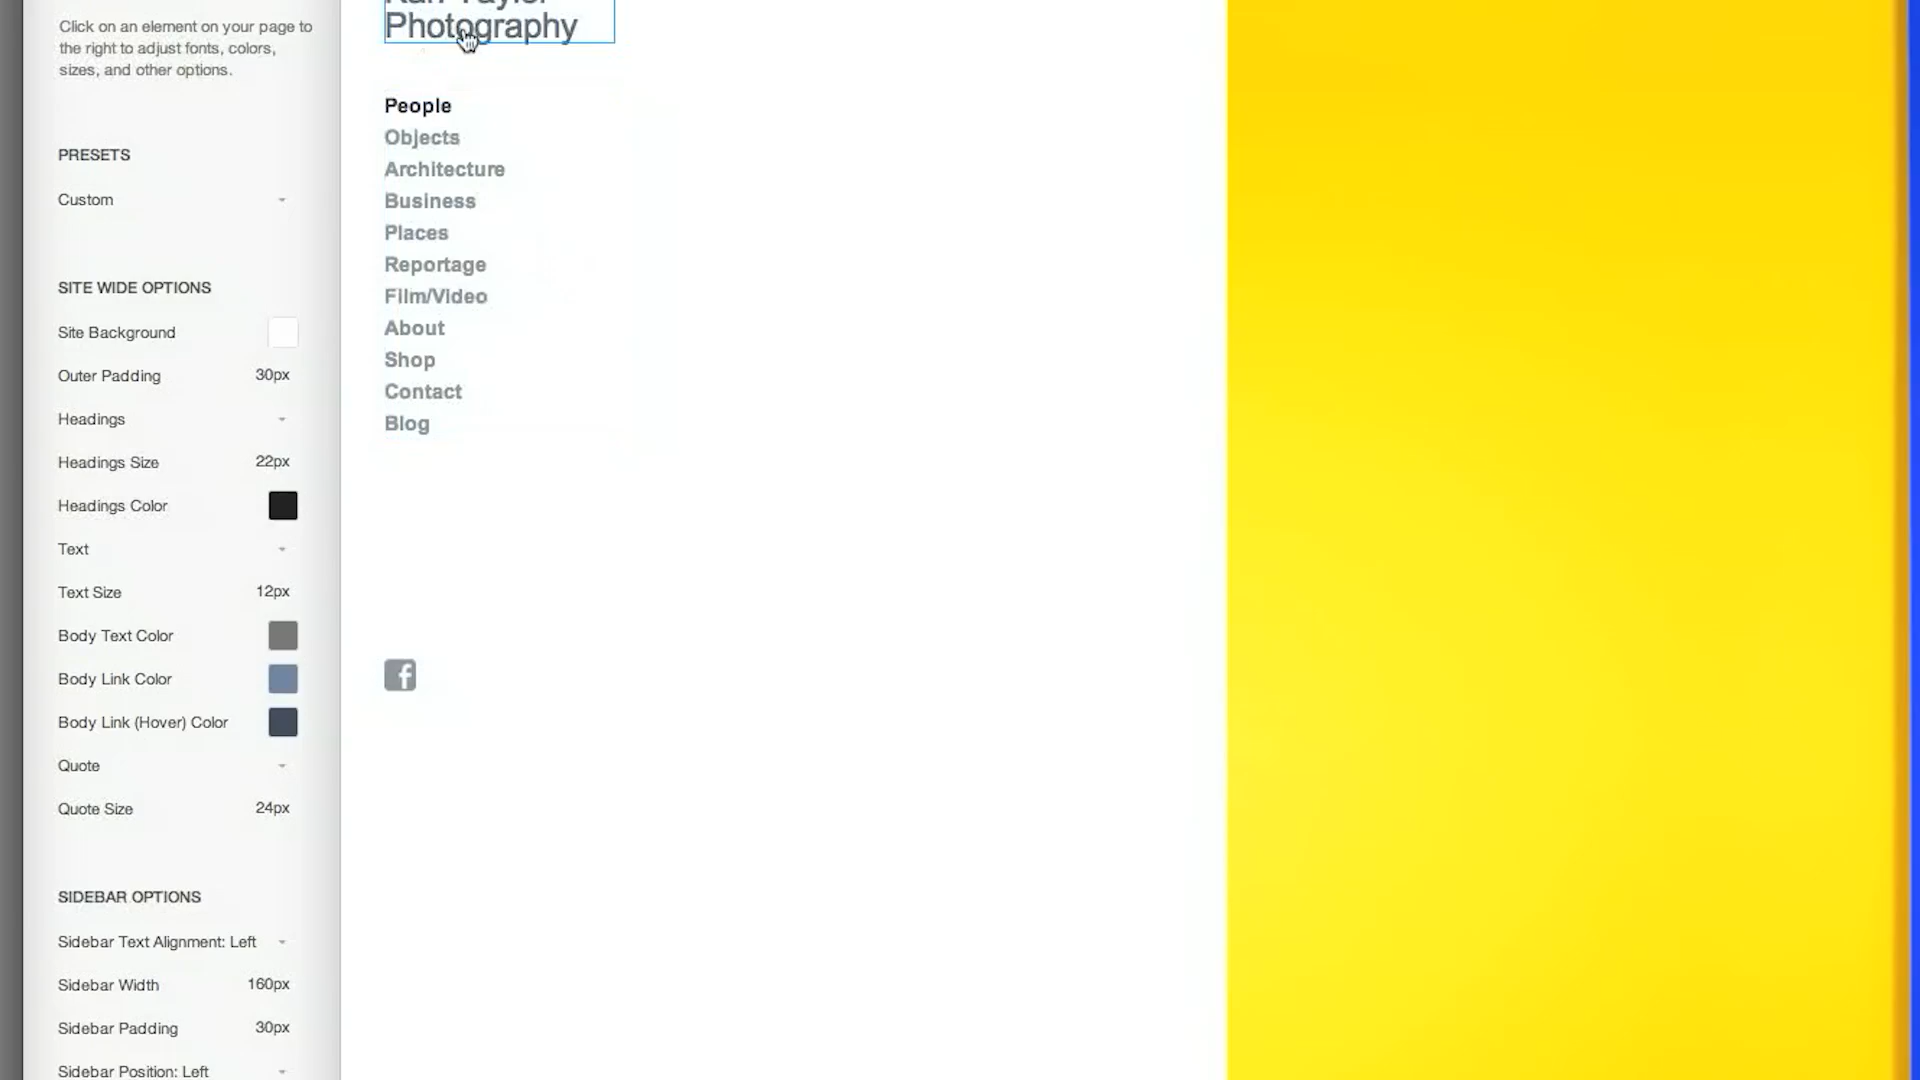 Click on an element on your page to
the right to adjust fonts, colors,
sizes, and other options.
PRESETS
Custom
SITE WIDE OPTIONS
Site Background
Outer Padding 30px
Headings
Headings Size 22px
Headings Color
Text
Text Size 12px
Body Text Color
Body Link Color
Body Link (Hover) Color
Quote
Quote Size 24px
SIDEBAR OPTIONS
Sidebar Text Alignment: Left
Sidebar Width 160px
Sidebar Padding 30px
Sidebar Position: Left
Photography
People
Objects
Architecture
Business
Places
Reportage
Film/Video
About
Shop
Contact
Blog
f